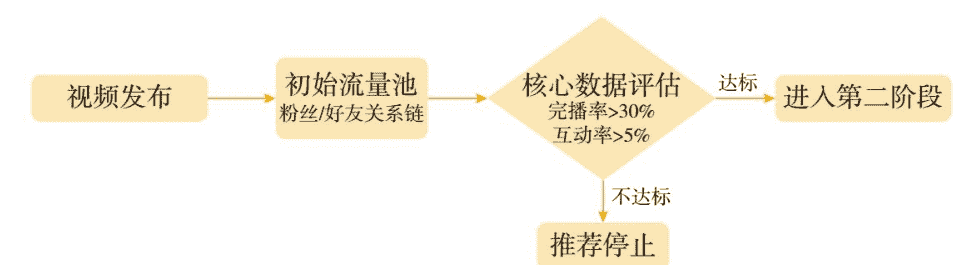 视频发布
初始流量池
粉丝/好友关系链
核心数据评估
完播率>30%
互动率>5%
达标
进入第二阶段
不达标
推荐停止